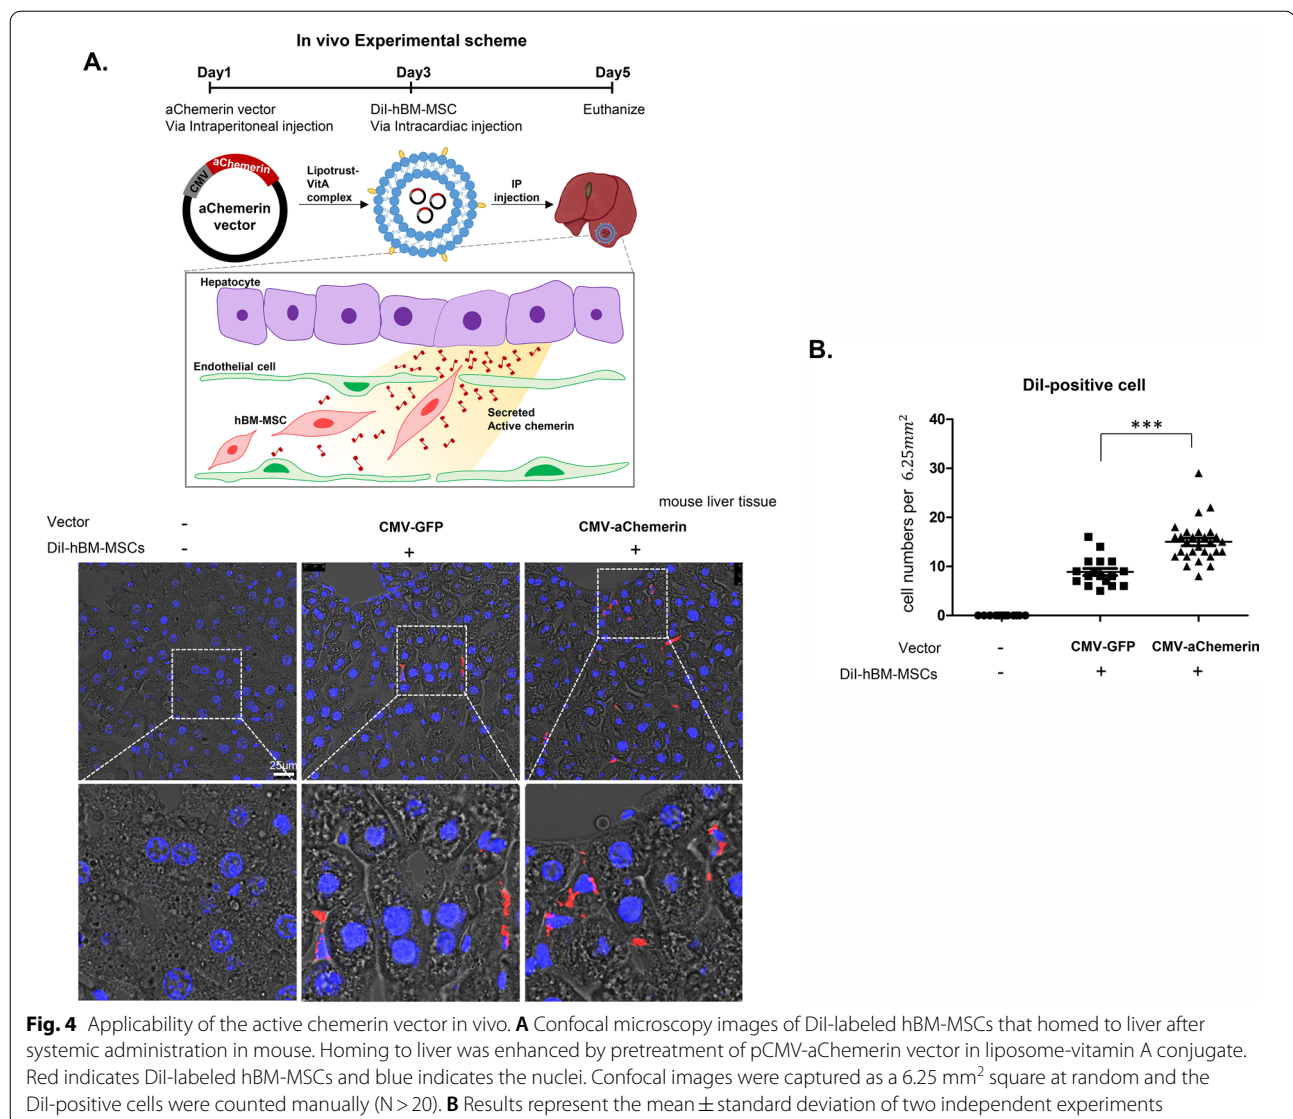 In vivo Experimental scheme
A.
Day1
Day3
Day5
aChemerin vector
Via Intraperitoneal injection
DiI-hBM-MSC
Via Intracardiac injection
Euthanize
CMV
aChemerin
aChemerin
vector
Lipotrust-
VitA
complex
IP
injection
Hepatocyte
Endothelial cell
hBM-MSC
Secreted
Active chemerin
mouse liver tissue
Vector - CMV-GFP CMV-aChemerin
DiI-hBM-MSCs - + +
25μm
B.
DiI-positive cell
cell numbers per 6.25mm²
40
30
20
10
0
***
Vector - CMV-GFP CMV-aChemerin
DiI-hBM-MSCs - + +
Fig. 4 Applicability of the active chemerin vector in vivo. A Confocal microscopy images of DiI-labeled hBM-MSCs that homed to liver after
systemic administration in mouse. Homing to liver was enhanced by pretreatment of pCMV-aChemerin vector in liposome-vitamin A conjugate.
Red indicates DiI-labeled hBM-MSCs and blue indicates the nuclei. Confocal images were captured as a 6.25 mm² square at random and the
DiI-positive cells were counted manually (N > 20). B Results represent the mean ± standard deviation of two independent experiments